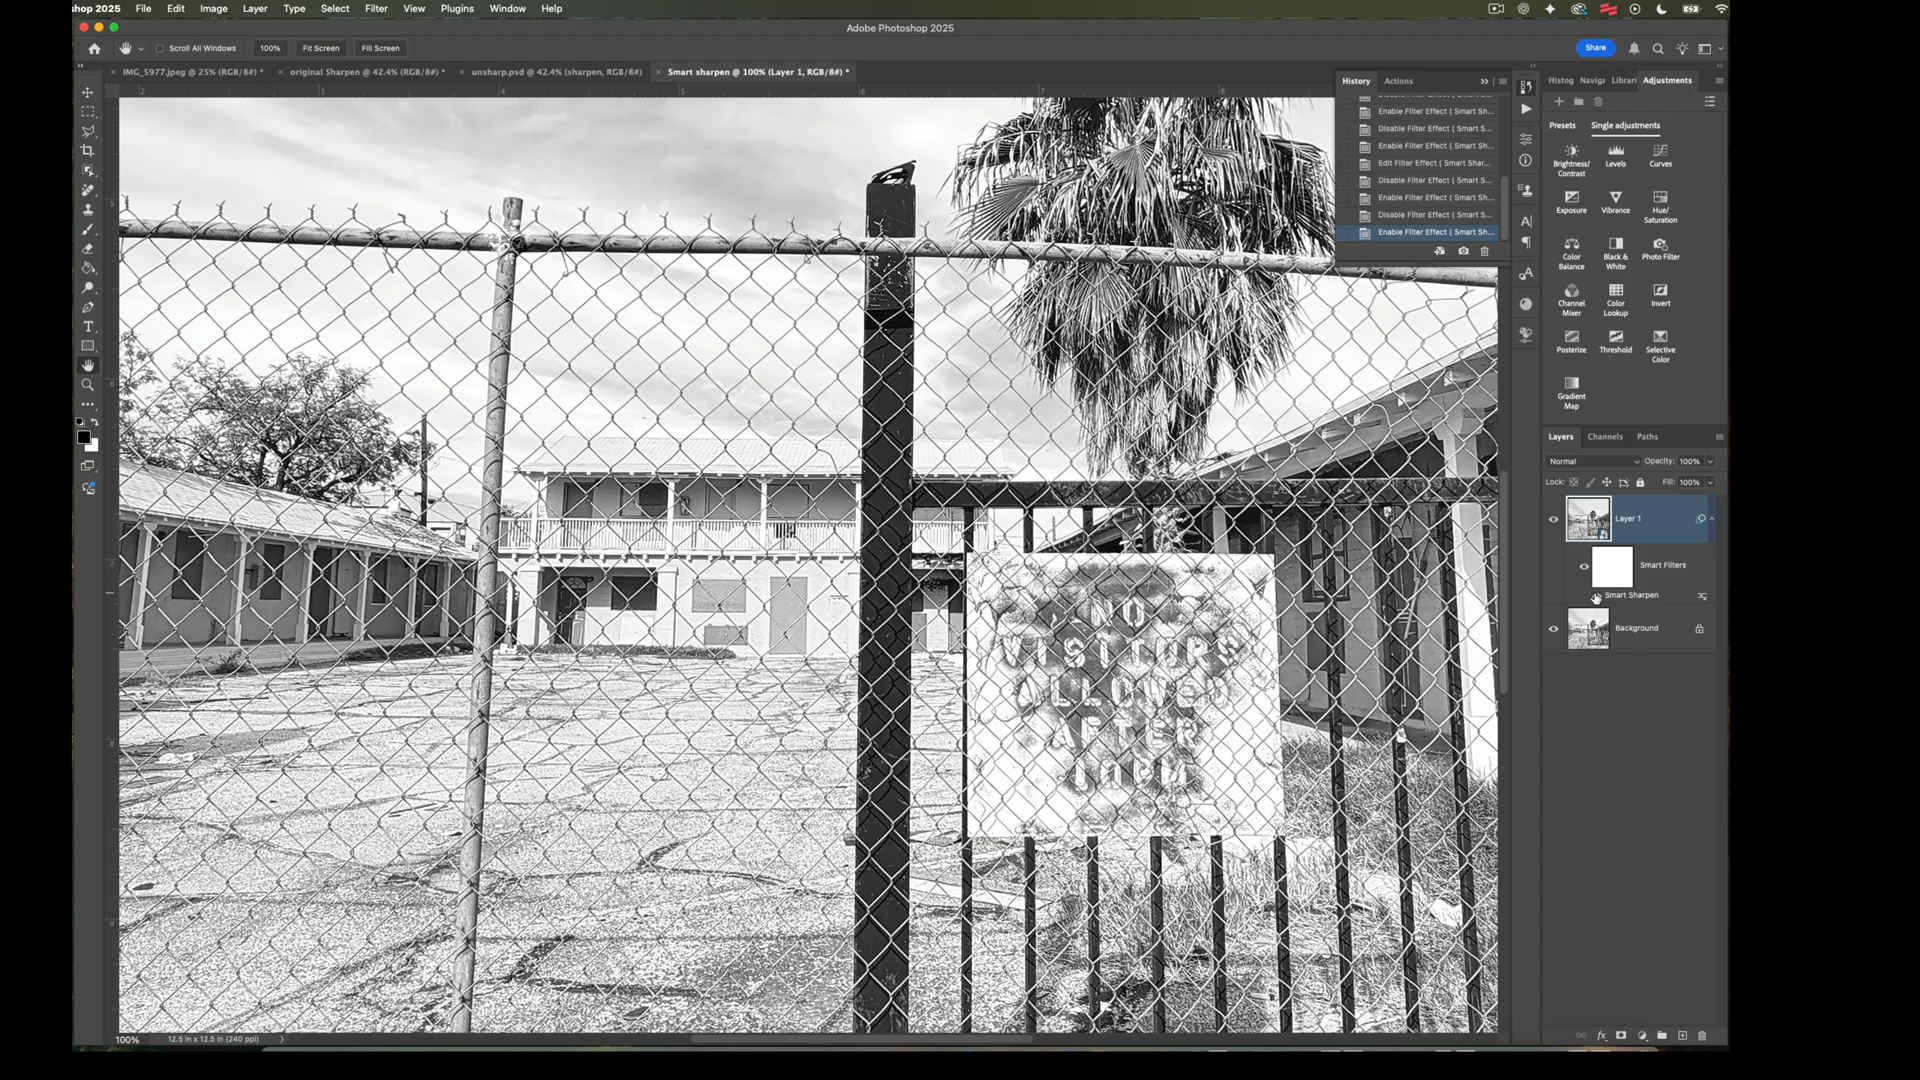 shop 2025 File Edit Image Layer Type Select Filter View Plugins Window Help
Adobe Photoshop 2025
Scroll All Windows 100% Fit Screen Fill Screen Share
IMG_5977.jpeg @ 25% (RGB/8#) * original Sharpen @ 42.4% (RGB/8#) * unsharp.psd @ 42.4% (sharpen, RGB/8#) Smart sharpen @ 100% (Layer 1, RGB/8#) *
History Actions
Enable Filter Effect ( Smart Sh...
Disable Filter Effect ( Smart S...
Enable Filter Effect ( Smart Sh...
Edit Filter Effect ( Smart Shar...
Disable Filter Effect ( Smart S...
Enable Filter Effect ( Smart Sh...
Disable Filter Effect ( Smart S...
Enable Filter Effect ( Smart Sh...
Histog Naviga Librari Adjustments
Presets Single adjustments
Brightness/
Contrast
Levels
Curves
Exposure
Vibrance
Hue/
Saturation
Color
Balance
Black &
White
Photo Filter
Channel
Mixer
Color
Lookup
Invert
Posterize
Threshold
Selective
Color
Gradient
Map
Layers Channels Paths
Normal Opacity: 100%
Lock: Fill: 100%
Layer 1
Smart Filters
Smart Sharpen
Background
NO
VISITORS
ALLOWED
AFTER
10PM
100% 12.5 in x 12.5 in (240 ppi)